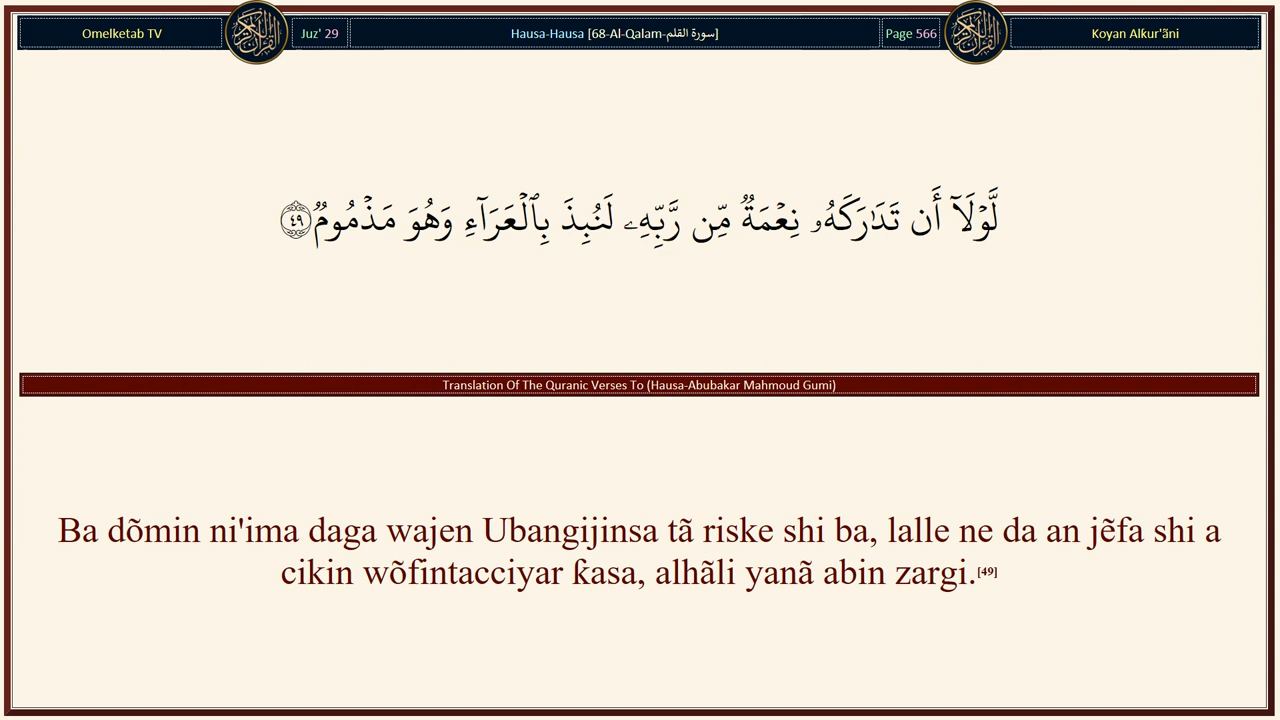 Omelketab TV
Juz' 29
Hausa-Hausa [68-Al-Qalam-سورة القلم]
Page 566
Koyan Alƙur'ãni
لَّوۡلَآ أَن تَدَٰرَكَهُۥ نِعۡمَةٞ مِّن رَّبِّهِۦ لَنُبِذَ بِٱلۡعَرَآءِ وَهُوَ مَذۡمُومٞ ٤٩
Translation Of The Quranic Verses To (Hausa-Abubakar Mahmoud Gumi)
Ba dõmin ni'ima daga wajen Ubangijinsa tã riske shi ba, lalle ne da an jẽfa shi a
cikin wõfintacciyar ƙasa, alhãli yanã abin zargi.[49]